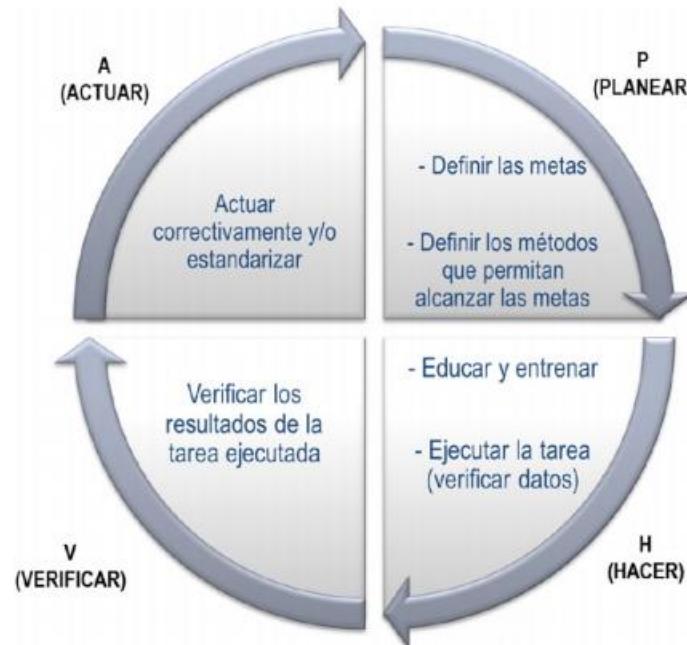 A
(ACTUAR)
P
(PLANEAR)
- Definir las metas
- Definir los métodos
que permitan
alcanzar las metas
Actuar
correctivamente y/o
estandarizar
Verificar los
resultados de la
tarea ejecutada
- Educar y entrenar
- Ejecutar la tarea
(verificar datos)
V
(VERIFICAR)
H
(HACER)